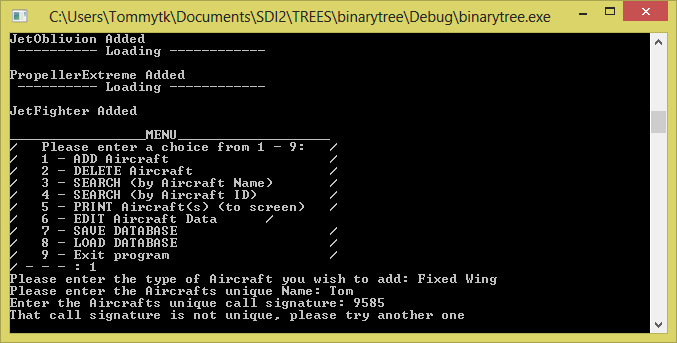 C:\Users\Tommytk\Documents\SDI2\TREES\binarytree\Debug\binarytree.exe
JetOblivion Added
---------- Loading ------------
PropellerExtreme Added
---------- Loading ------------
JetFighter Added
_________________MENU___________________
/   Please enter a choice from 1 - 9:   /
/   1 - ADD Aircraft                    /
/   2 - DELETE Aircraft                 /
/   3 - SEARCH (by Aircraft Name)       /
/   4 - SEARCH (by Aircraft ID)         /
/   5 - PRINT Aircraft(s) (to screen)   /
/   6 - EDIT Aircraft Data      /
/   7 - SAVE DATABASE                   /
/   8 - LOAD DATABASE                   /
/   9 - Exit program                    /
/ - - - : 1
Please enter the type of Aircraft you wish to add: Fixed Wing
Please enter the Aircrafts unique Name: Tom
Enter the Aircrafts unique call signature: 9585
That call signature is not unique, please try another one